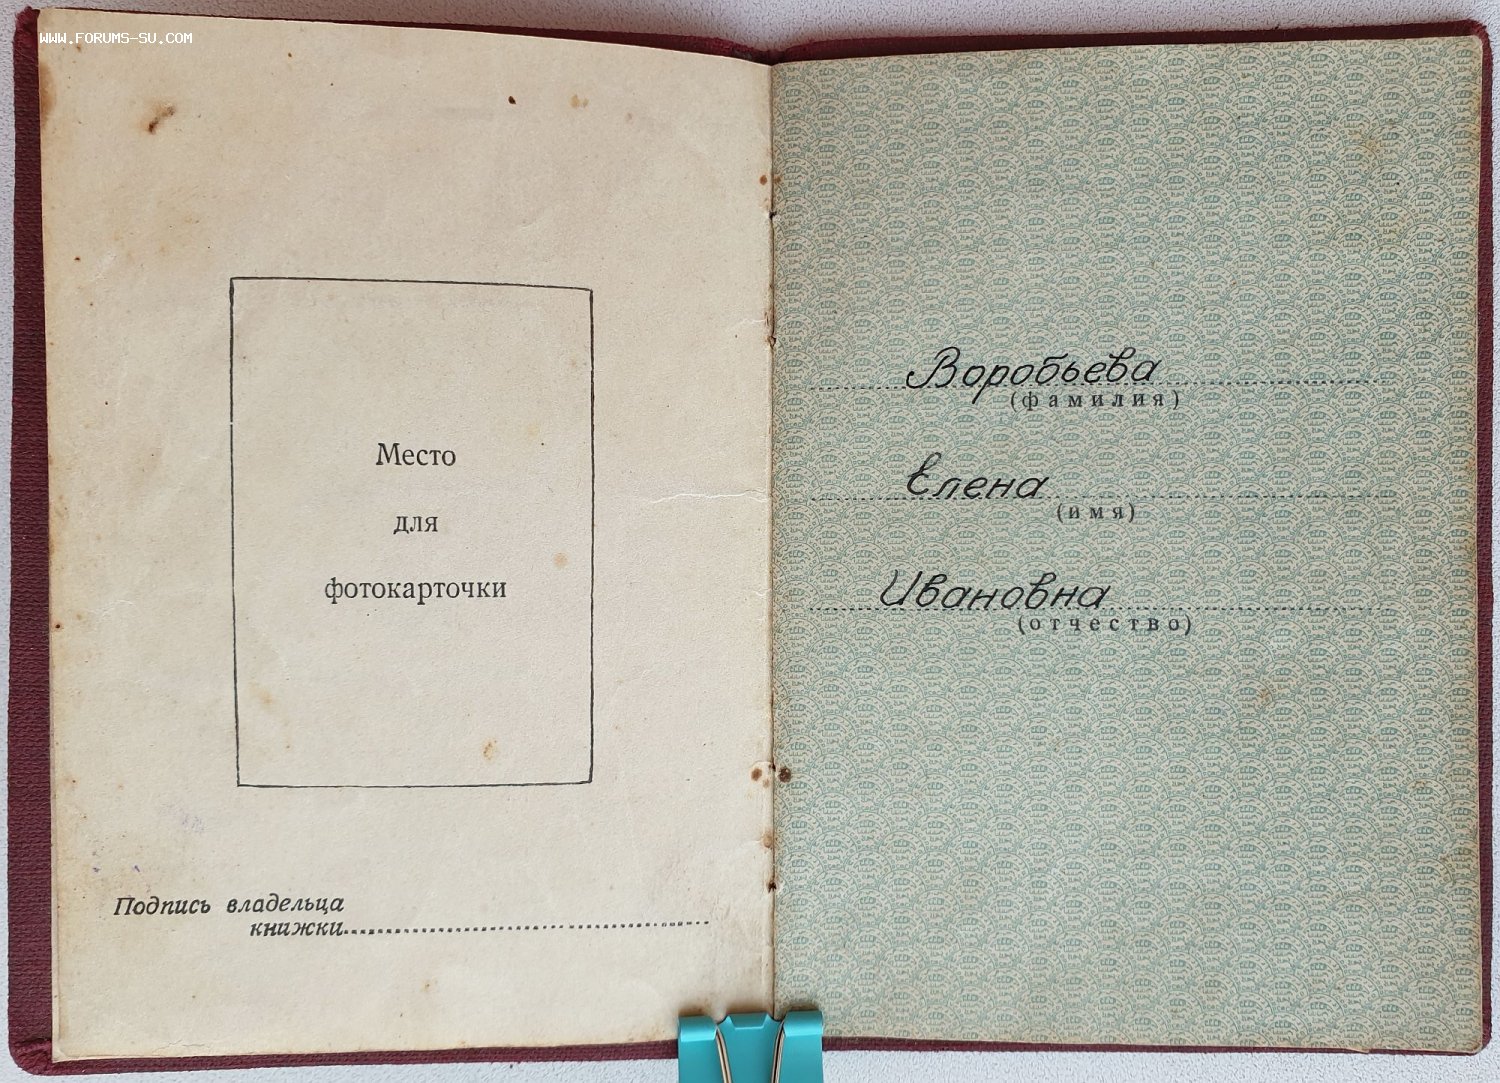 WWW.FORUMS-SU.COM
Место
для
фотокарточки
Подпись владельца
книжки
Воробьева
(фамилия)
Елена
(имя)
Ивановна
(отчество)